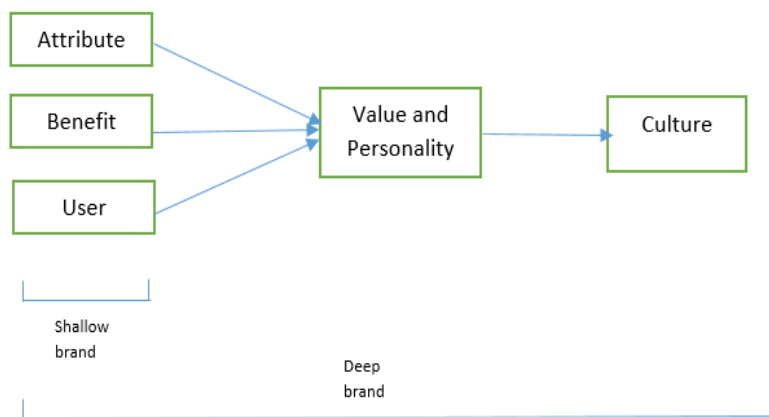 Attribute
Benefit
User
Value and
Personality
Culture
Shallow
brand
Deep
brand